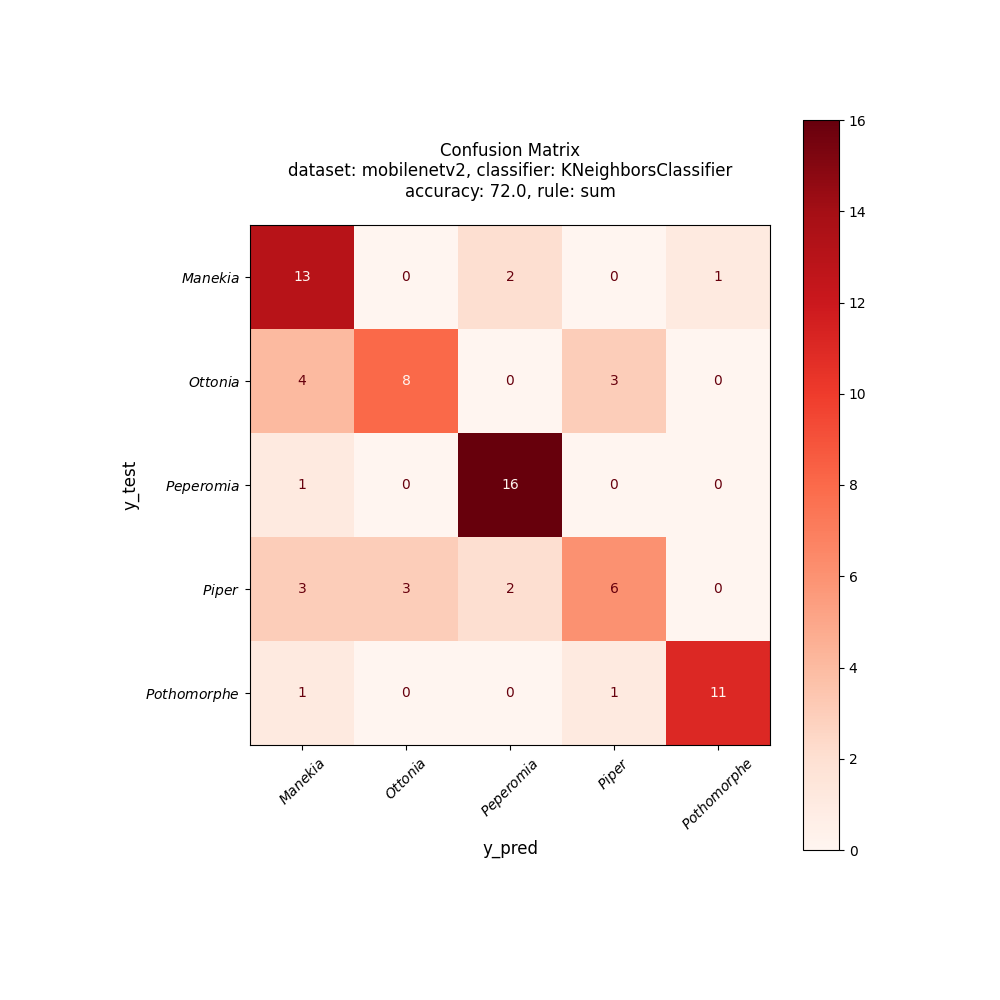 Confusion Matrix
dataset: mobilenetv2, classifier: KNeighborsClassifier
accuracy: 72.0, rule: sum
Manekia 13 0 2 0 1
Ottonia 4 8 0 3 0
Peperomia 1 0 16 0 0
Piper 3 3 2 6 0
Pothomorphe 1 0 0 1 11
Manekia Ottonia Peperomia Piper Pothomorphe
y_pred
y_test
16
14
12
10
8
6
4
2
0